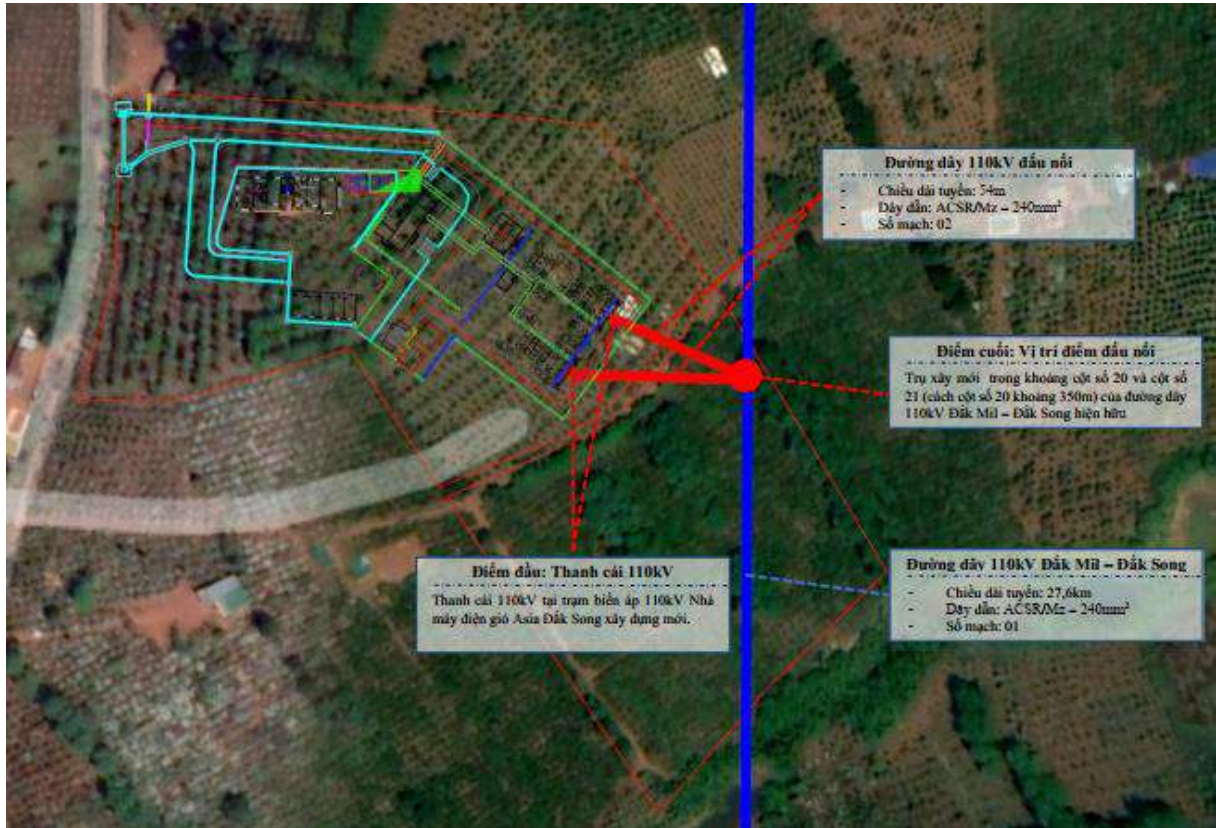 Đường dây 110kV đấu nối
- Chiều dài tuyến: 54m
- Dây dẫn: ACSR/Mz – 240mm²
- Số mạch: 02
Điểm cuối: Vị trí điểm đấu nối
Trụ xây mới trong khoảng cột số 20 và cột số
21 (cách cột số 20 khoảng 350m) của đường dây
110kV Đắk Mil – Đắk Song hiện hữu
Điểm đầu: Thanh cái 110kV
Thanh cái 110kV tại trạm biến áp 110kV Nhà
máy điện gió Asia Đắk Song xây dựng mới.
Đường dây 110kV Đắk Mil – Đắk Song
- Chiều dài tuyến: 27,6km
- Dây dẫn: ACSR/Mz – 240mm²
- Số mạch: 01